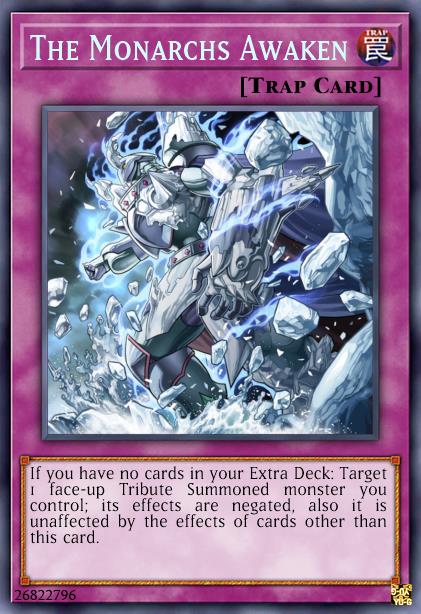 THE MONARCHS AWAKEN
TRAP
罠
[TRAP CARD]
If you have no cards in your Extra Deck: Target
1 face-up Tribute Summoned monster you
control; its effects are negated, also it is
unaffected by the effects of cards other than
this card.
26822796